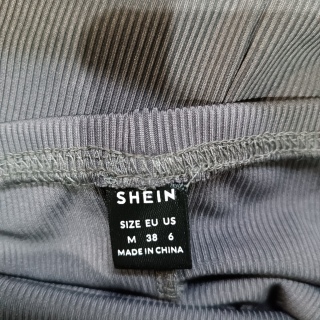 SHEIN
SIZE EU US
M 38 6
MADE IN CHINA